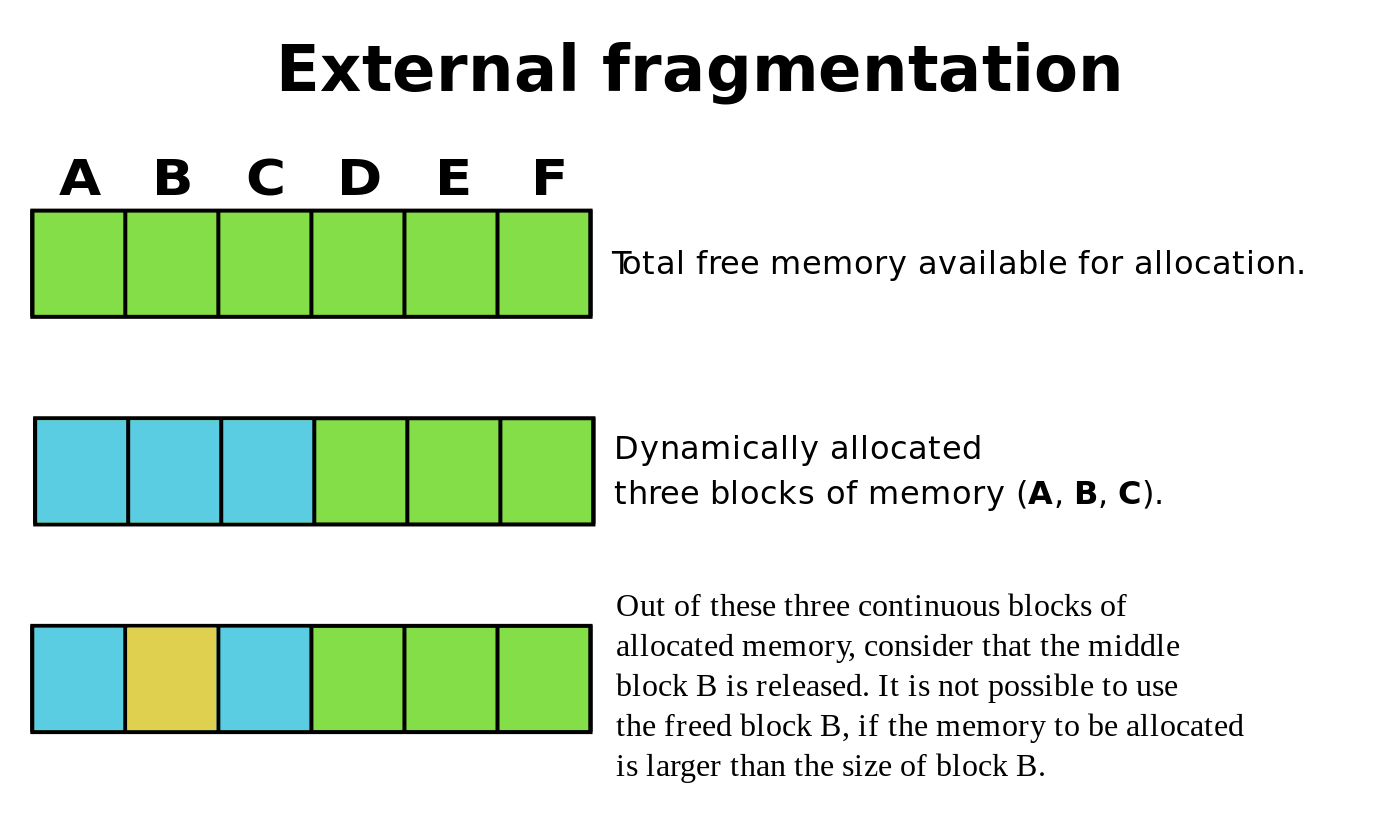 External fragmentation
A B C D E F
Total free memory available for allocation.
Dynamically allocated
three blocks of memory (A, B, C).
Out of these three continuous blocks of
allocated memory, consider that the middle
block B is released. It is not possible to use
the freed block B, if the memory to be allocated
is larger than the size of block B.